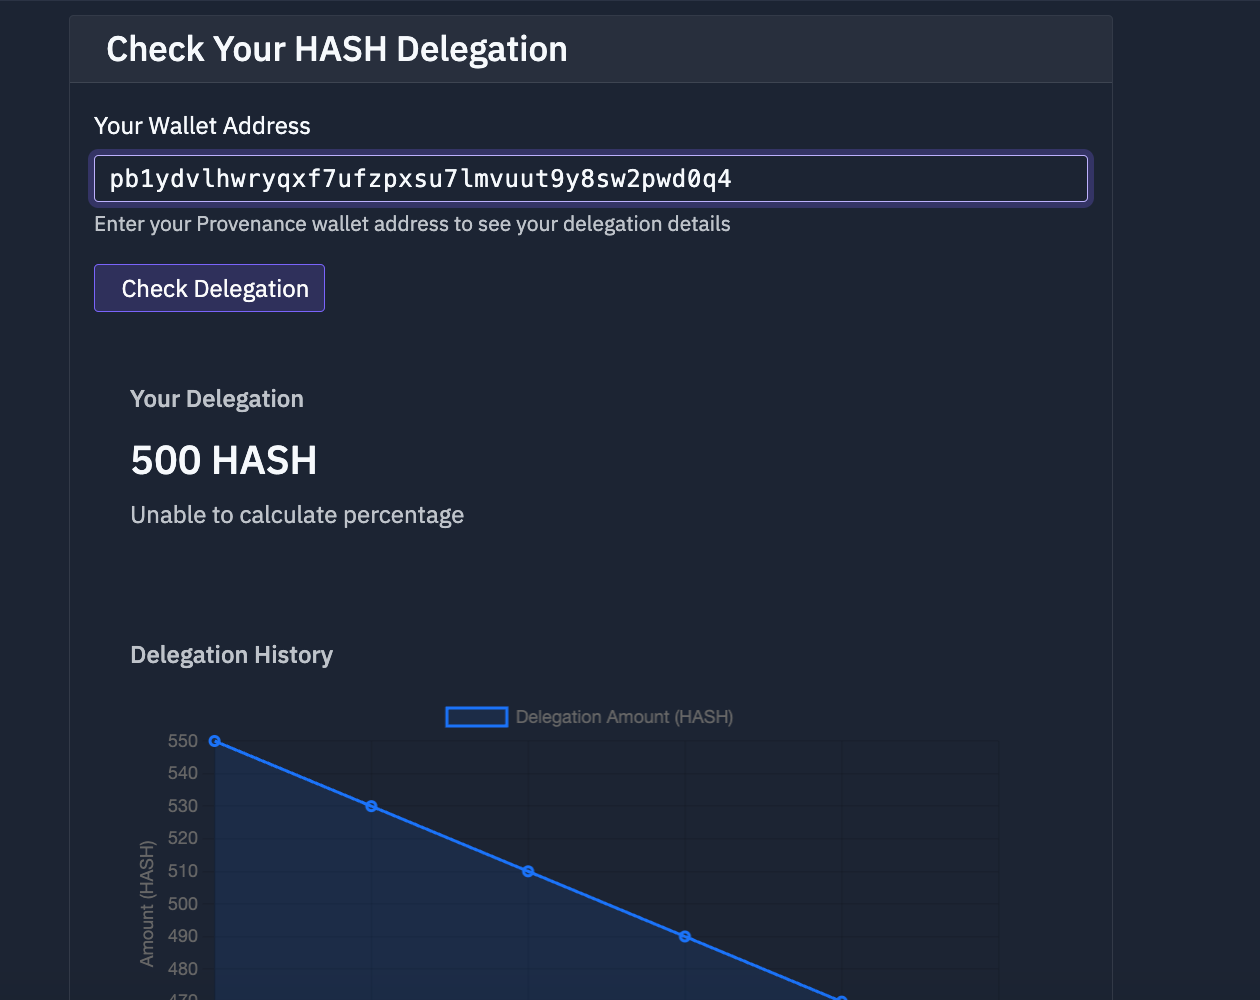 Check Your HASH Delegation
Your Wallet Address
pb1ydvlhwryqxf7ufzpxsu7lmvuut9y8sw2pwd0q4
Enter your Provenance wallet address to see your delegation details
Check Delegation
Your Delegation
500 HASH
Unable to calculate percentage
Delegation History
Delegation Amount (HASH)
550
540
530
520
510
500
490
480
470
Amount (HASH)